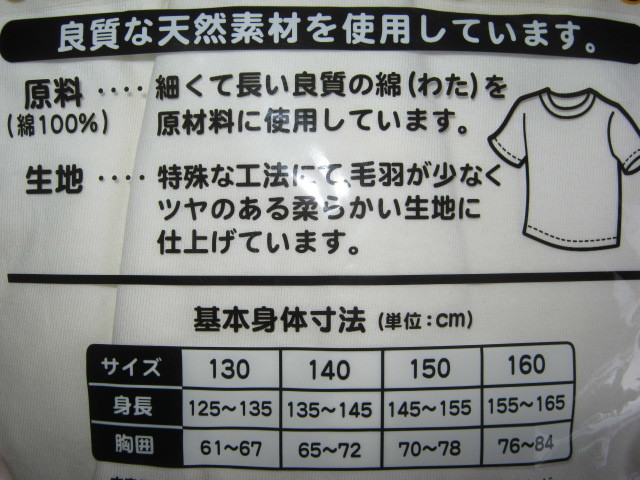 良質な天然素材を使用しています。
原料 ‥‥ 細くて長い良質の綿(わた)を
(綿100%) 原材料に使用しています。
生地 ‥‥ 特殊な工法にて、毛羽が少なく
ツヤのある柔らかい生地に
仕上げています。
基本身体寸法 (単位:cm)
サイズ 130 140 150 160
身長 125~135 135~145 145~155 155~165
胸囲 61~67 65~72 70~78 76~84